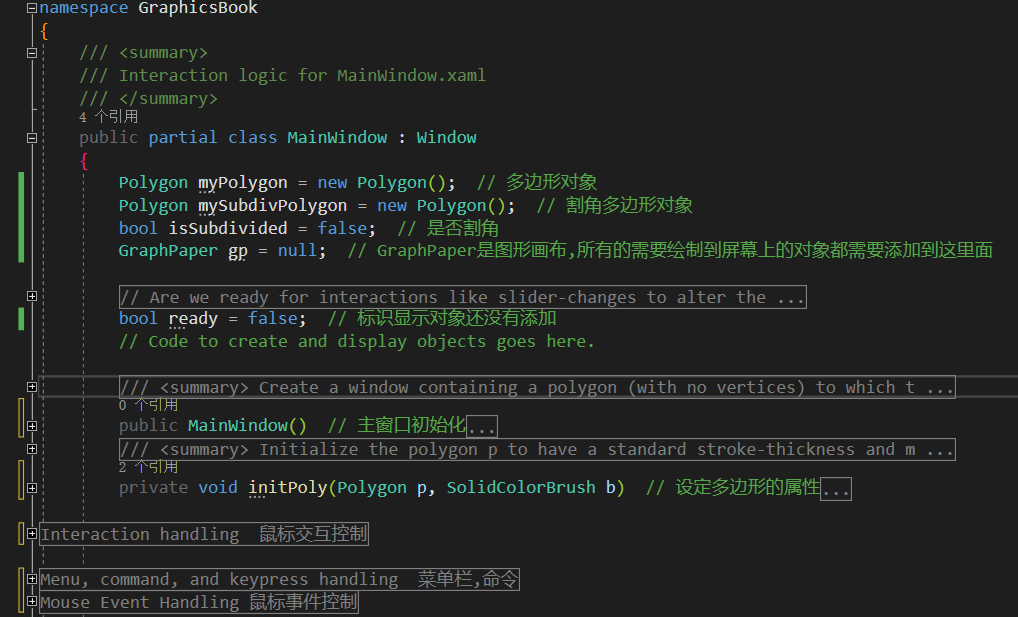 namespace GraphicsBook
{
/// <summary>
/// Interaction logic for MainWindow.xaml
/// </summary>
4 个引用
public partial class MainWindow : Window
{
Polygon myPolygon = new Polygon();  // 多边形对象
Polygon mySubdivPolygon = new Polygon();  // 割角多边形对象
bool isSubdivided = false;  // 是否割角
GraphPaper gp = null;  // GraphPaper是图形画布,所有的需要绘制到屏幕上的对象都需要添加到这里面
// Are we ready for interactions like slider-changes to alter the ...
bool ready = false;  // 标识显示对象还没有添加
// Code to create and display objects goes here.
/// <summary> Create a window containing a polygon (with no vertices) to which t ...
0 个引用
public MainWindow()  // 主窗口初始化...
/// <summary> Initialize the polygon p to have a standard stroke-thickness and m ...
2 个引用
private void initPoly(Polygon p, SolidColorBrush b)  // 设定多边形的属性...
Interaction handling  鼠标交互控制
Menu, command, and keypress handling  菜单栏,命令
Mouse Event Handling 鼠标事件控制